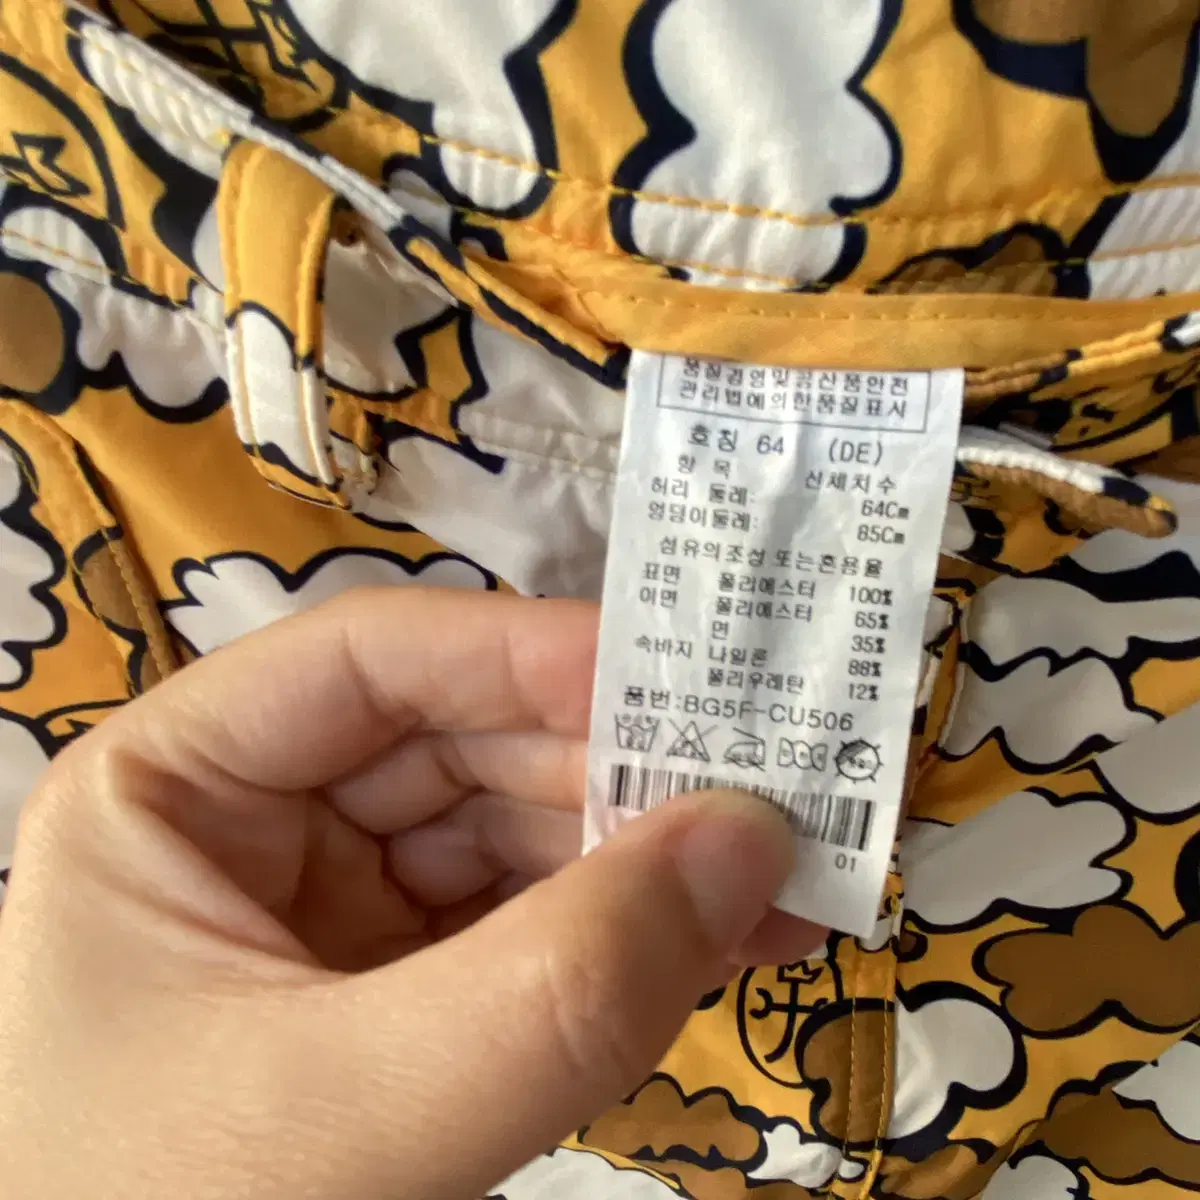 품질경영및공산품안전
관리법에의한품질표시
호칭 64 (DE)
항 목 신체치수
허리 둘레: 64Cm
엉덩이둘레: 85Cm
섬유의조성 또는혼용율
표면 폴리에스터 100%
이면 폴리에스터 65%
면 35%
속바지 나일론 88%
폴리우레탄 12%
품번:BG5F-CU506
01